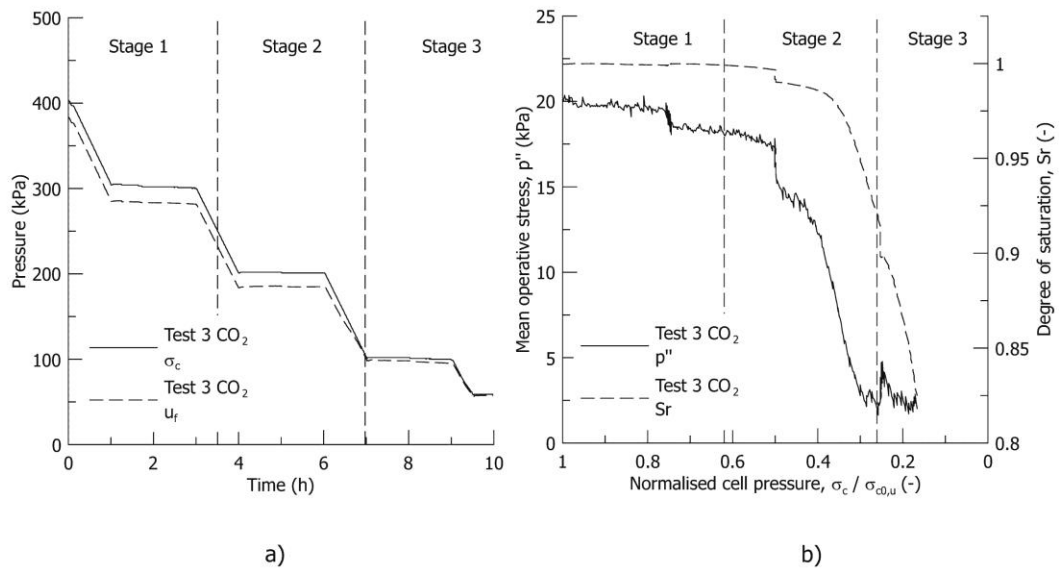 500
400
300
200
100
0
Pressure (kPa)
Stage 1
Stage 2
Stage 3
Test 3 CO₂
σc
Test 3 CO₂
uf
0
2
4
6
8
10
Time (h)
a)
25
20
15
10
5
0
Mean operative stress, p" (kPa)
Stage 1
Stage 2
Stage 3
Test 3 CO₂
p"
Test 3 CO₂
Sr
1
0.95
0.9
0.85
0.8
Degree of saturation, Sr (-)
1
0.8
0.6
0.4
0.2
0
Normalised cell pressure, σc / σc0,u (-)
b)